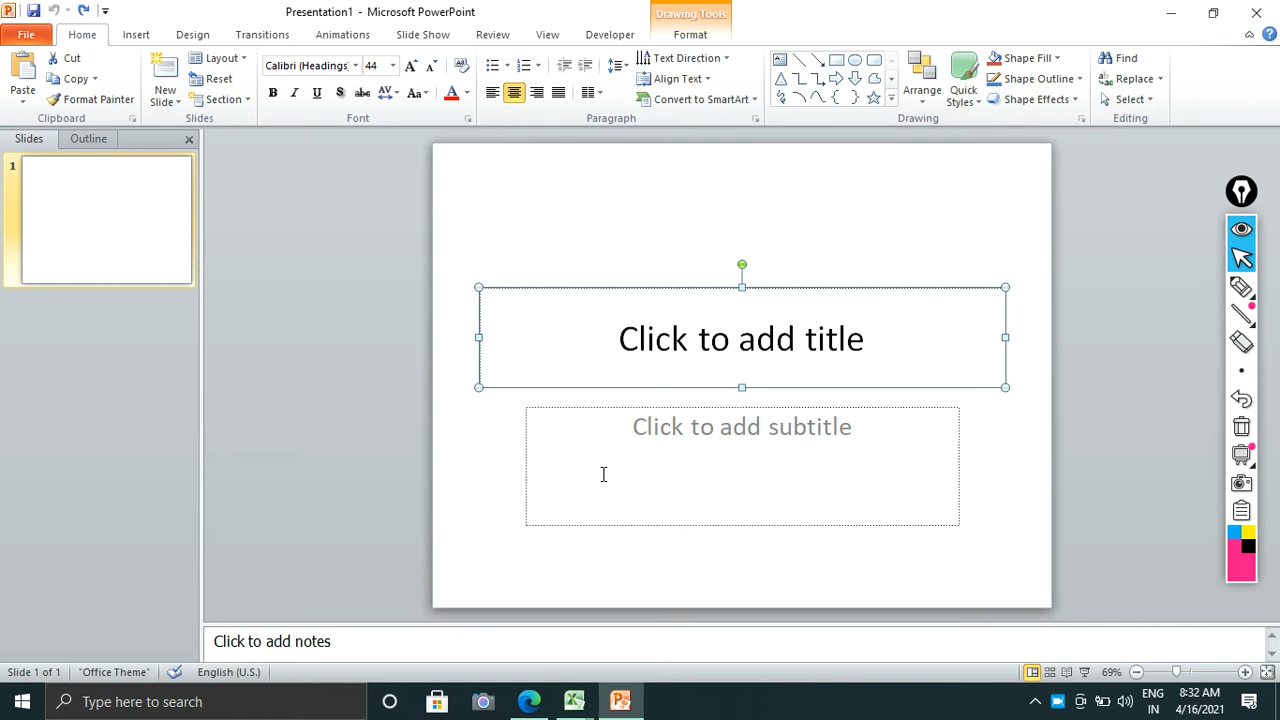 Presentation1 - Microsoft PowerPoint
Drawing Tools
File Home Insert Design Transitions Animations Slide Show Review View Developer Format
Paste
Cut
Copy
Format Painter
Clipboard
New Slide
Layout
Reset
Section
Slides
Calibri (Headings) 44
B I U S abc AV Aa A
Font
Text Direction
Align Text
Convert to SmartArt
Paragraph
Arrange
Quick Styles
Shape Fill
Shape Outline
Shape Effects
Drawing
Find
Replace
Select
Editing
Slides Outline
1
Click to add title
Click to add subtitle
Click to add notes
Slide 1 of 1 "Office Theme" English (U.S.) 69%
Type here to search
ENG
IN
8:32 AM
4/16/2021